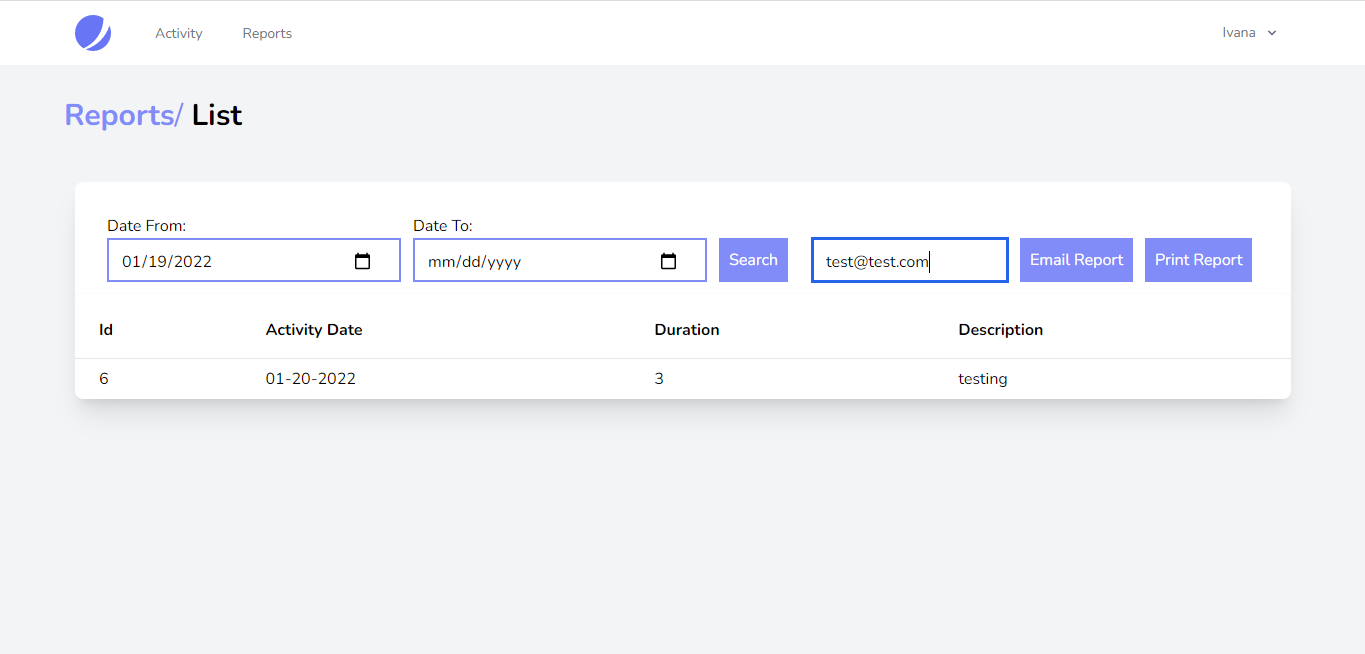 Activity Reports Ivana
Reports/ List
Date From: Date To:
01/19/2022 mm/dd/yyyy Search test@test.com Email Report Print Report
Id Activity Date Duration Description
6 01-20-2022 3 testing